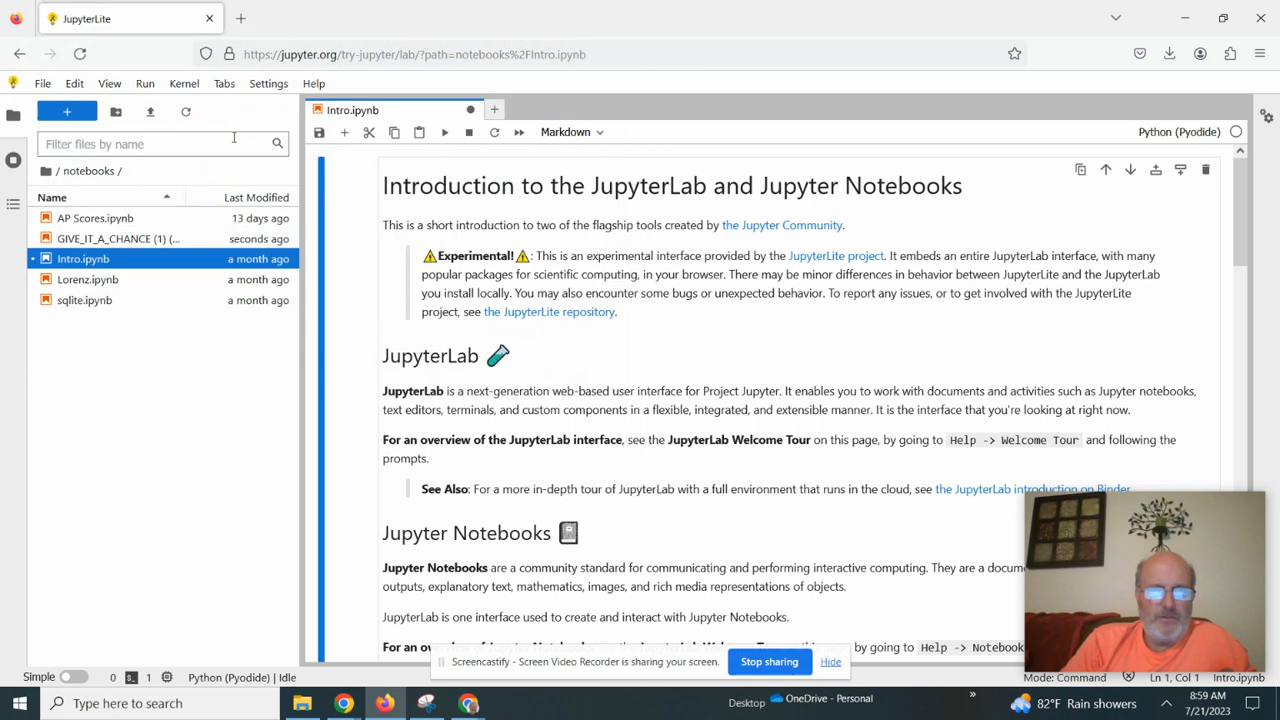 JupyterLite
https://jupyter.org/try-jupyter/lab/?path=notebooks%2FIntro.ipynb
File Edit View Run Kernel Tabs Settings Help
Filter files by name
/ notebooks /
Name Last Modified
AP Scores.ipynb 13 days ago
GIVE_IT_A_CHANCE (1) (... seconds ago
Intro.ipynb a month ago
Lorenz.ipynb a month ago
sqlite.ipynb a month ago
Intro.ipynb
Markdown Python (Pyodide)
Introduction to the JupyterLab and Jupyter Notebooks
This is a short introduction to two of the flagship tools created by the Jupyter Community.
⚠Experimental!⚠: This is an experimental interface provided by the JupyterLite project. It embeds an entire JupyterLab interface, with many
popular packages for scientific computing, in your browser. There may be minor differences in behavior between JupyterLite and the JupyterLab
you install locally. You may also encounter some bugs or unexpected behavior. To report any issues, or to get involved with the JupyterLite
project, see the JupyterLite repository.
JupyterLab
JupyterLab is a next-generation web-based user interface for Project Jupyter. It enables you to work with documents and activities such as Jupyter notebooks,
text editors, terminals, and custom components in a flexible, integrated, and extensible manner. It is the interface that you're looking at right now.
For an overview of the JupyterLab interface, see the JupyterLab Welcome Tour on this page, by going to Help -> Welcome Tour and following the
prompts.
See Also: For a more in-depth tour of JupyterLab with a full environment that runs in the cloud, see the JupyterLab introduction on Binder
Jupyter Notebooks
Jupyter Notebooks are a community standard for communicating and performing interactive computing. They are a docum
outputs, explanatory text, mathematics, images, and rich media representations of objects.
JupyterLab is one interface used to create and interact with Jupyter Notebooks.
For an overview of Jupyter Notebooks by going to Help -> Notebook
Screencastify - Screen Video Recorder is sharing your screen. Stop sharing Hide
Simple 0 1 Python (Pyodide) | Idle Mode: Command Ln 1, Col 1 Intro.ipynb
Type here to search
Desktop OneDrive - Personal
82°F Rain showers
8:59 AM
7/21/2023